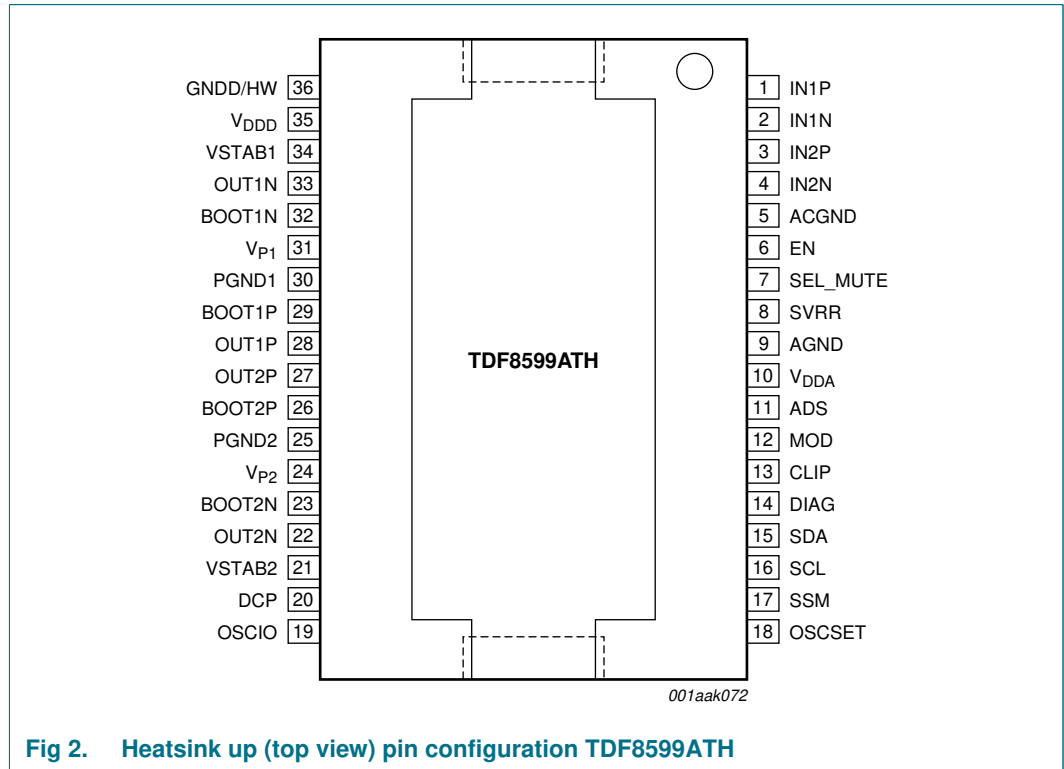 GNDD/HW 36 1 IN1P
VDDD 35 2 IN1N
VSTAB1 34 3 IN2P
OUT1N 33 4 IN2N
BOOT1N 32 5 ACGND
VP1 31 6 EN
PGND1 30 7 SEL_MUTE
BOOT1P 29 8 SVRR
OUT1P 28 9 AGND
TDF8599ATH
OUT2P 27 10 VDDA
BOOT2P 26 11 ADS
PGND2 25 12 MOD
VP2 24 13 CLIP
BOOT2N 23 14 DIAG
OUT2N 22 15 SDA
VSTAB2 21 16 SCL
DCP 20 17 SSM
OSCIO 19 18 OSCSET
001aak072
Fig 2. Heatsink up (top view) pin configuration TDF8599ATH